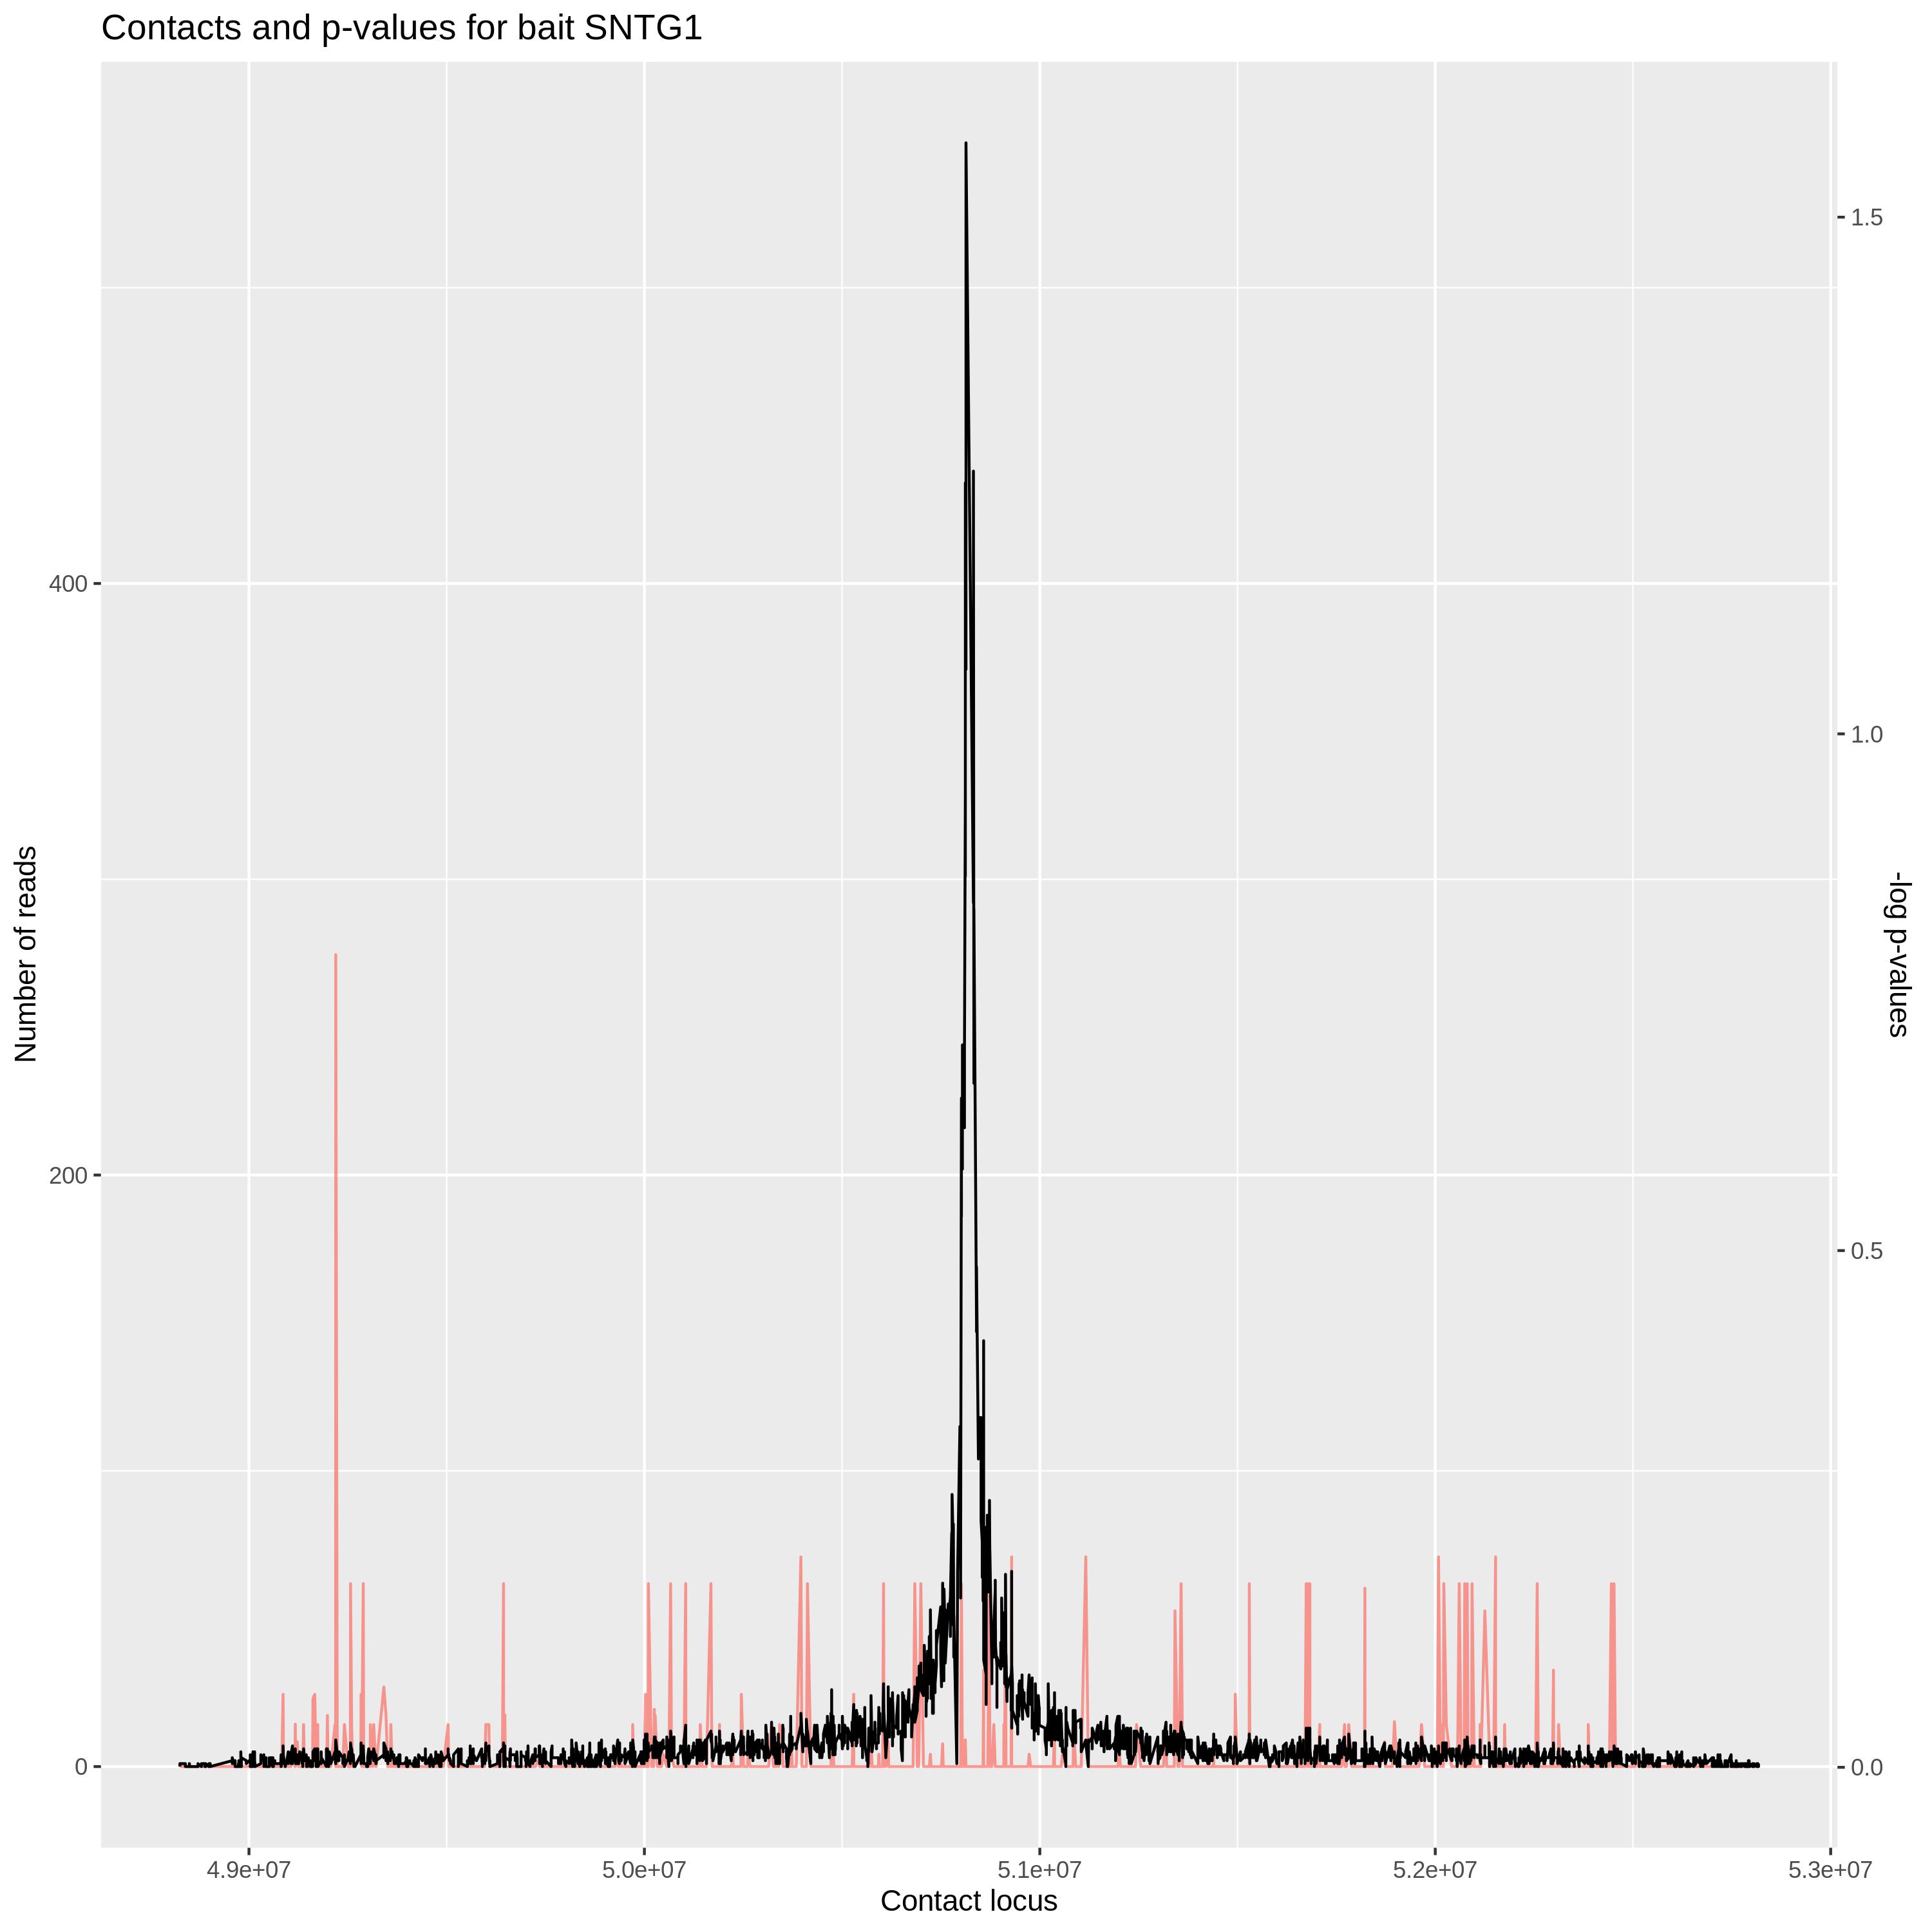 Contacts and p-values for bait SNTG1
Number of reads
400
200
0
1.5
1.0
0.5
0.0
-log p-values
4.9e+07 5.0e+07 5.1e+07 5.2e+07 5.3e+07
Contact locus